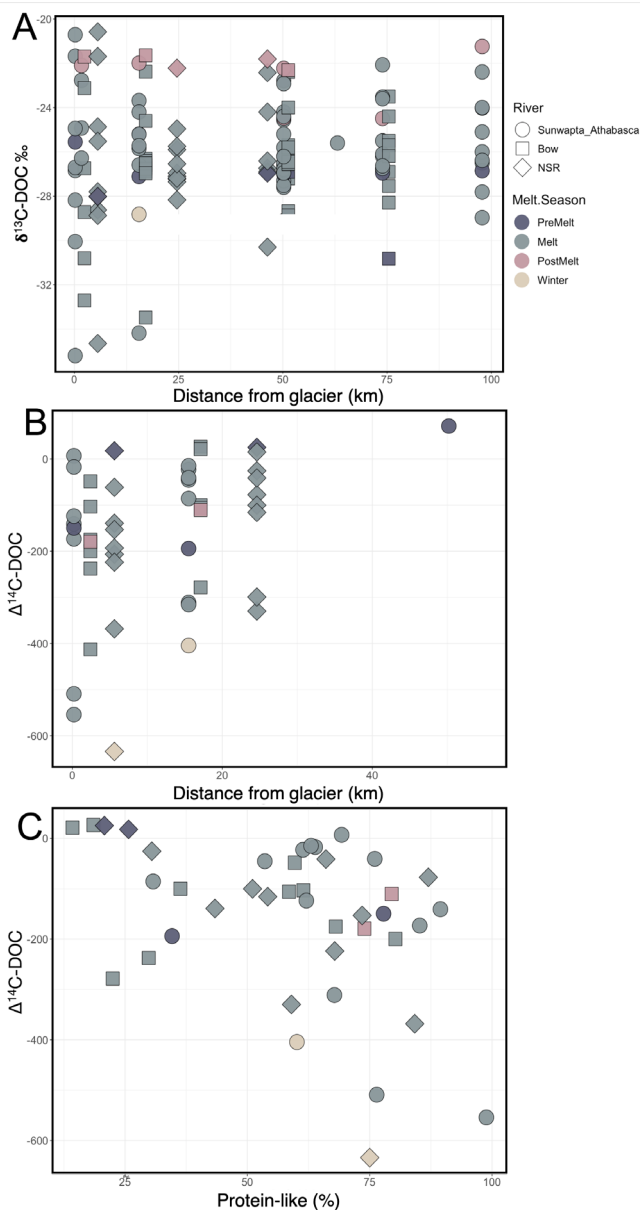 A
-20
-24
-28
-32
δ¹³C-DOC ‰
0
25
50
75
100
Distance from glacier (km)
River
Sunwapta_Athabasca
Bow
NSR
Melt.Season
PreMelt
Melt
PostMelt
Winter
B
0
-200
-400
-600
Δ¹⁴C-DOC
0
20
40
Distance from glacier (km)
C
0
-200
-400
-600
Δ¹⁴C-DOC
25
50
75
100
Protein-like (%)